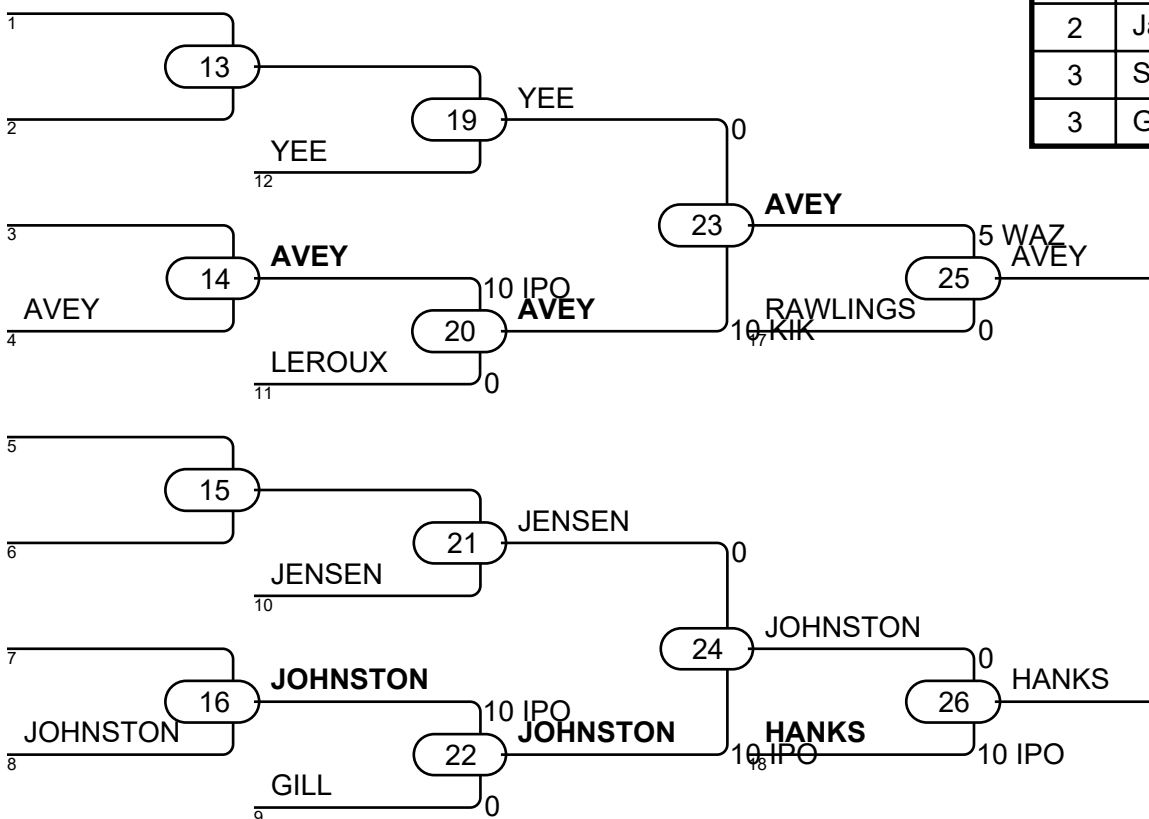 1
2 Ja
13
3 S
YEE
19
0
2
YEE
3 G
12
AVEY
3
23
5 WAZ
AVEY
AVEY
14
10 IPO
25
AVEY
AVEY
RAWLINGS
4
20
10 KIK
17
0
LEROUX
0
11
5
15
JENSEN
21
0
6
JENSEN
10
JOHNSTON
7
24
0
JOHNSTON
HANKS
16
10 IPO
26
JOHNSTON
JOHNSTON
HANKS
8
22
10 IPO
18
10 IPO
GILL
0
9